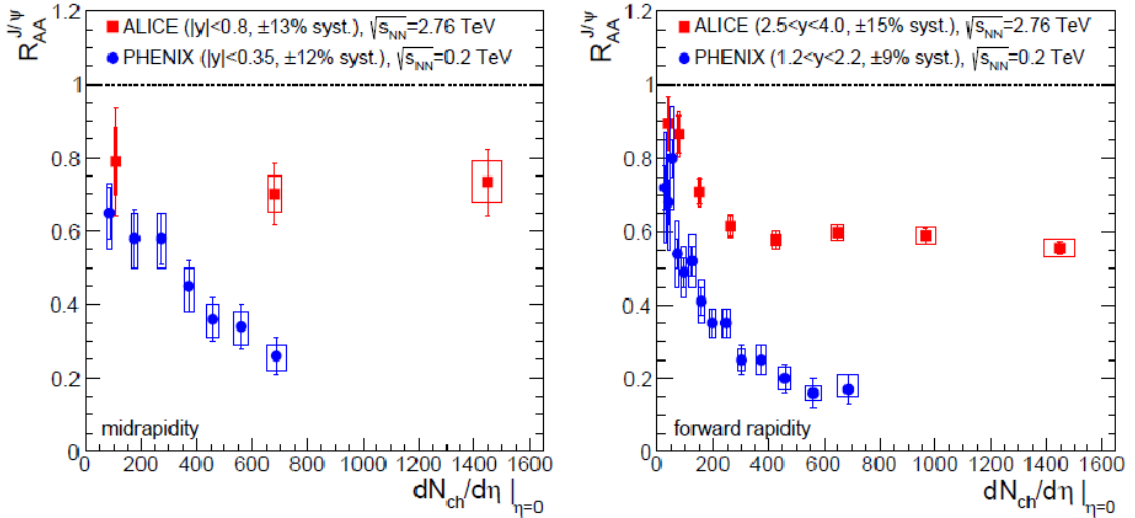 R_AA^J/ψ
ALICE (|y|<0.8, ±13% syst.), √s_NN=2.76 TeV
PHENIX (|y|<0.35, ±12% syst.), √s_NN=0.2 TeV
1.2
1
0.8
0.6
0.4
0.2
0
midrapidity
0 200 400 600 800 1000 1200 1400 1600
dN_ch/dη |_η=0
R_AA^J/ψ
ALICE (2.5<y<4.0, ±15% syst.), √s_NN=2.76 TeV
PHENIX (1.2<y<2.2, ±9% syst.), √s_NN=0.2 TeV
1.2
1
0.8
0.6
0.4
0.2
0
forward rapidity
0 200 400 600 800 1000 1200 1400 1600
dN_ch/dη |_η=0